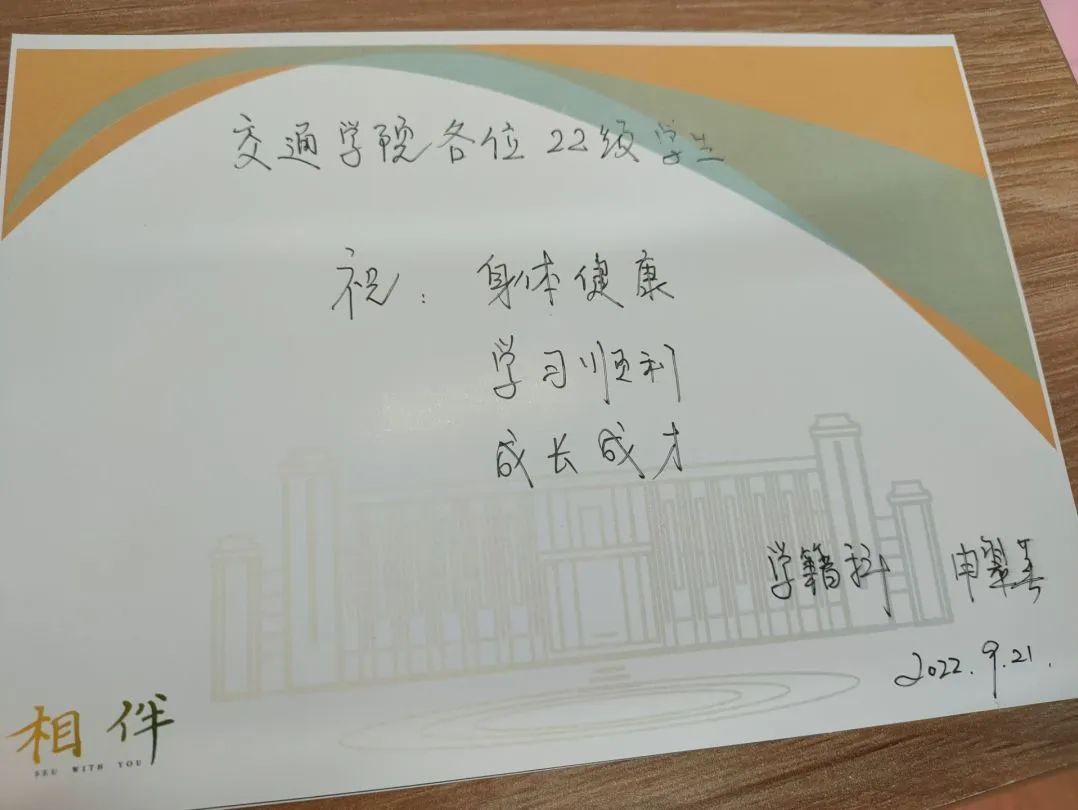 交通学院各位22级学生
祝：身体健康
学习顺利
成长成才
学籍科 申
2022.9.21.
相伴
SEU WITH YOU